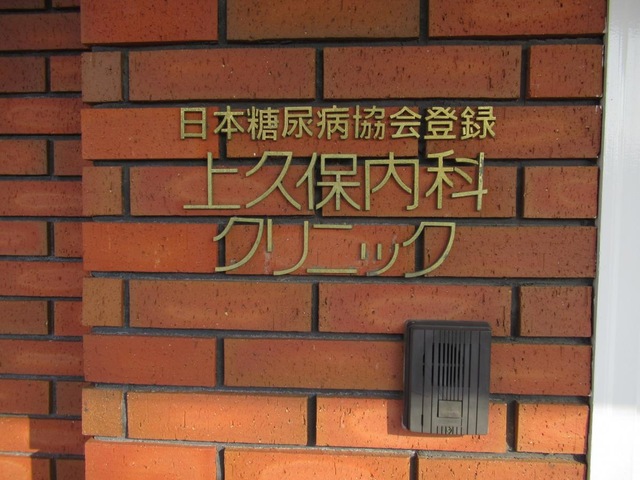 日本糖尿病協会登録
上久保内科
クリニック